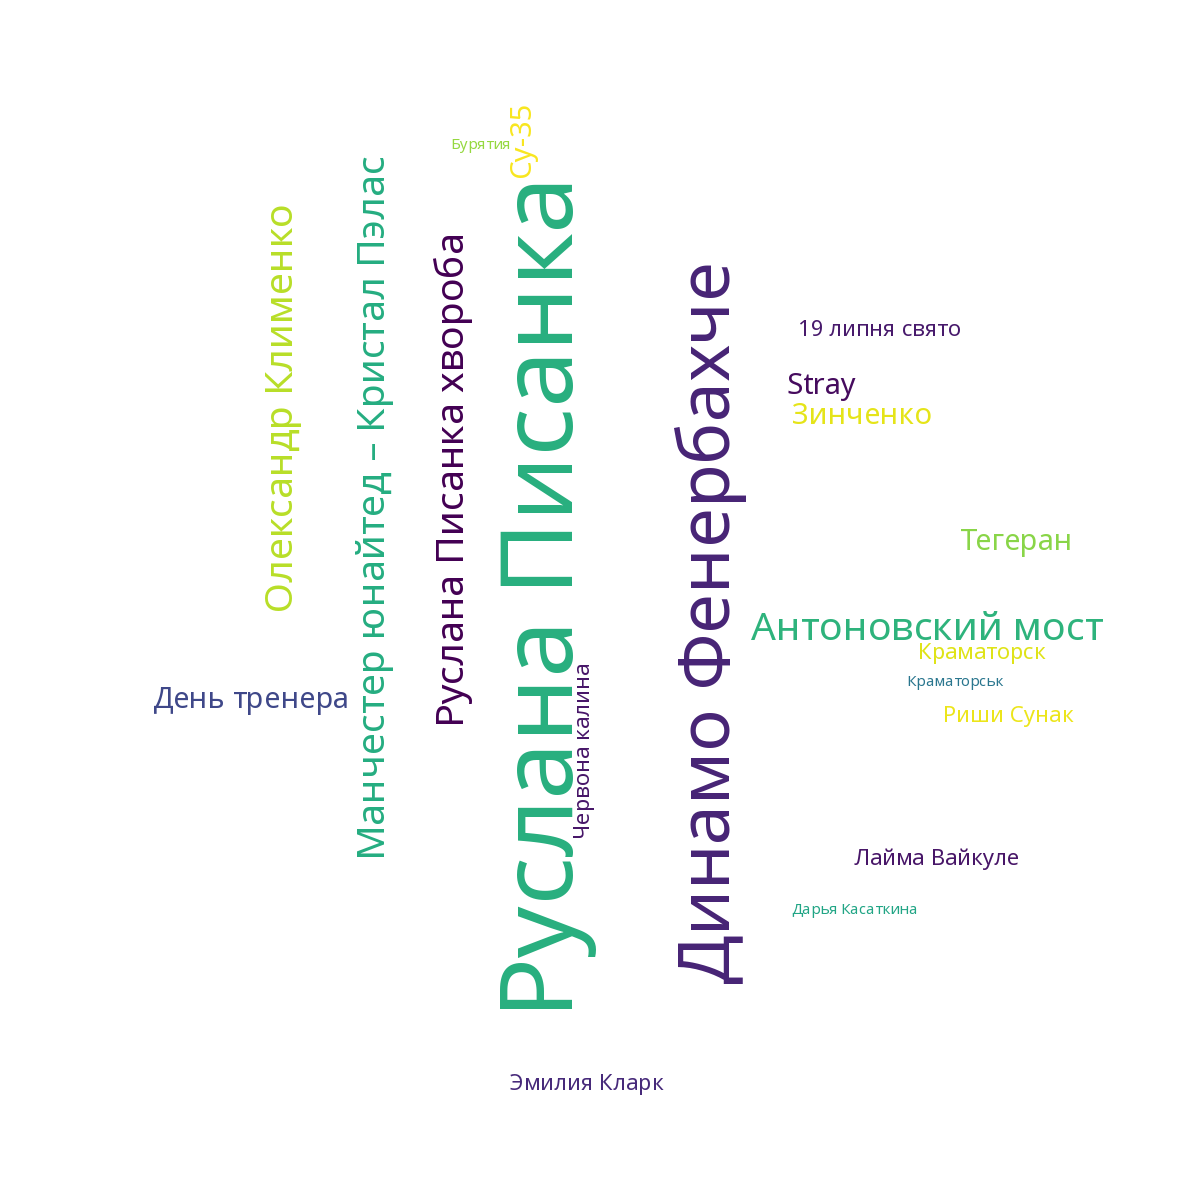 Бурятия
Су-35
Олександр Клименко
Манчестер юнайтед – Кристал Пэлас
Руслана Писанка хвороба
Руслана Писанка
Червона калина
Динамо Фенербахче
19 липня свято
Stray
Зинченко
Тегеран
Антоновский мост
Краматорск
Краматорськ
День тренера
Риши Сунак
Лайма Вайкуле
Дарья Касаткина
Эмилия Кларк